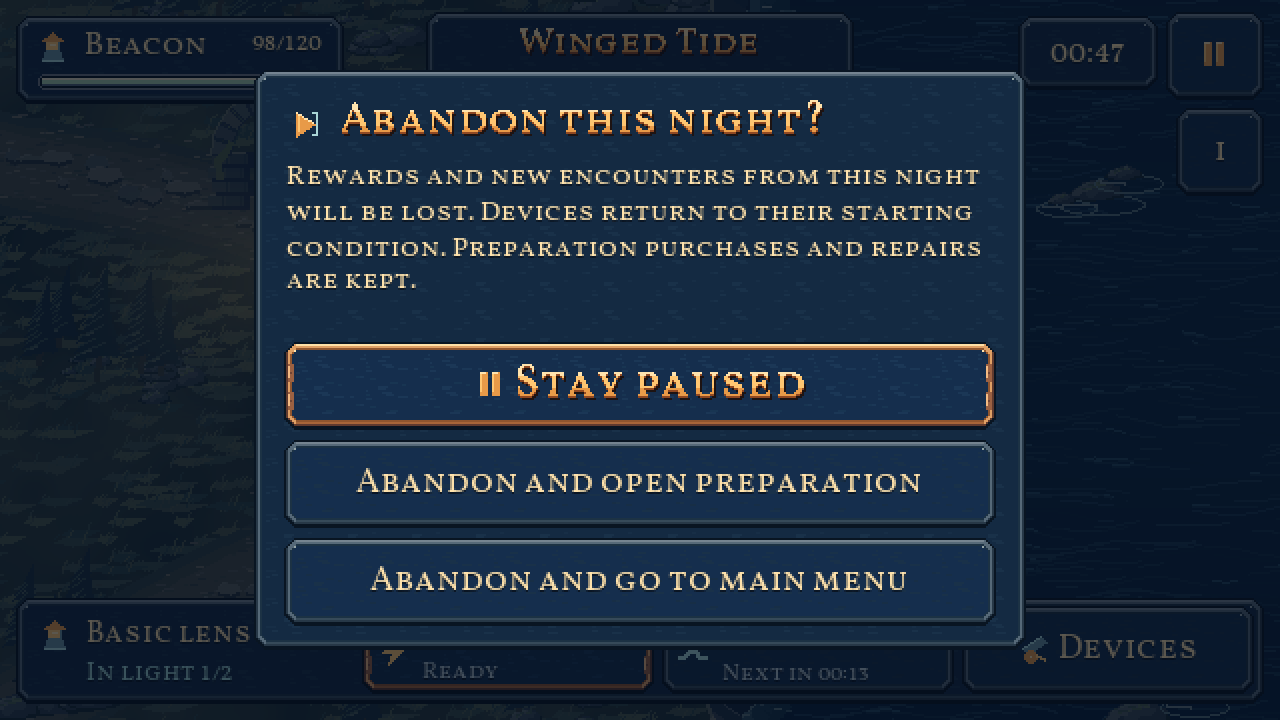 Beacon 98/120
Winged Tide
00:47
I
Abandon this night?
Rewards and new encounters from this night
will be lost. Devices return to their starting
condition. Preparation purchases and repairs
are kept.
Stay paused
Abandon and open preparation
Abandon and go to main menu
Basic lens
In light 1/2
Ready
Next in 00:13
Devices